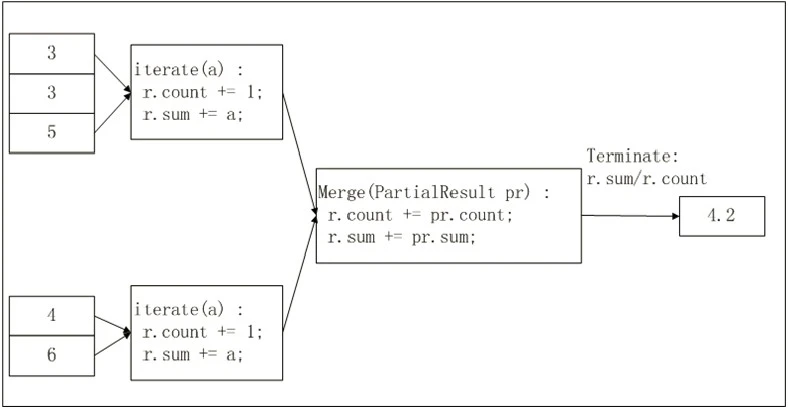 3
3
5
iterate(a) :
r.count += 1;
r.sum += a;
Merge(PartialResult pr) :
r.count += pr.count;
r.sum += pr.sum;
Terminate:
r.sum/r.count
4.2
4
6
iterate(a) :
r.count += 1;
r.sum += a;